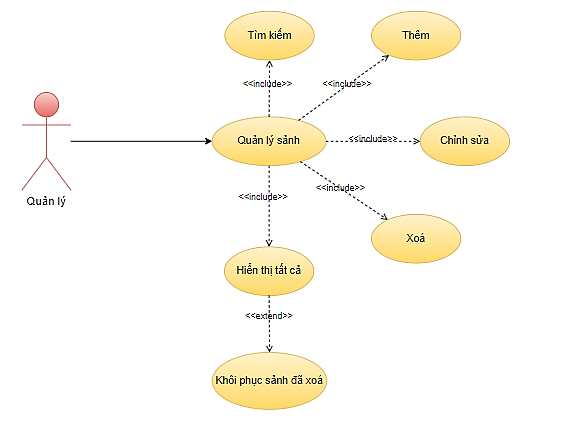 Tìm kiếm
Thêm
<<include>>
<<include>>
Quản lý sảnh
<<include>>
Chỉnh sửa
Quản lý
<<include>>
<<include>>
Xoá
Hiển thị tất cả
<<extend>>
Khôi phục sảnh đã xoá